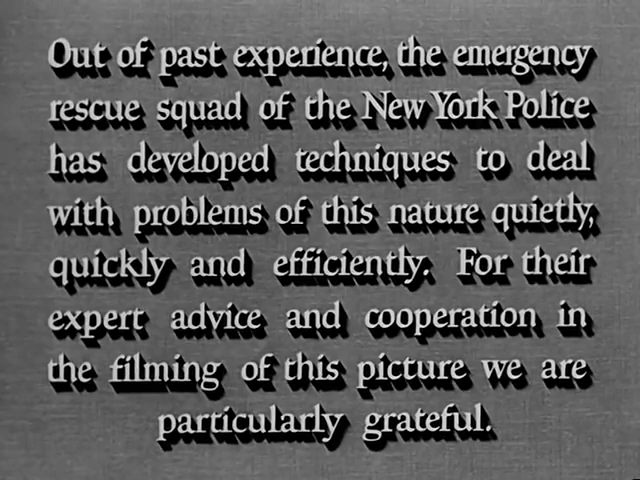 Out of past experience, the emergency
rescue squad of the New York Police
has developed techniques to deal
with problems of this nature quietly,
quickly and efficiently. For their
expert advice and cooperation in
the filming of this picture we are
particularly grateful.